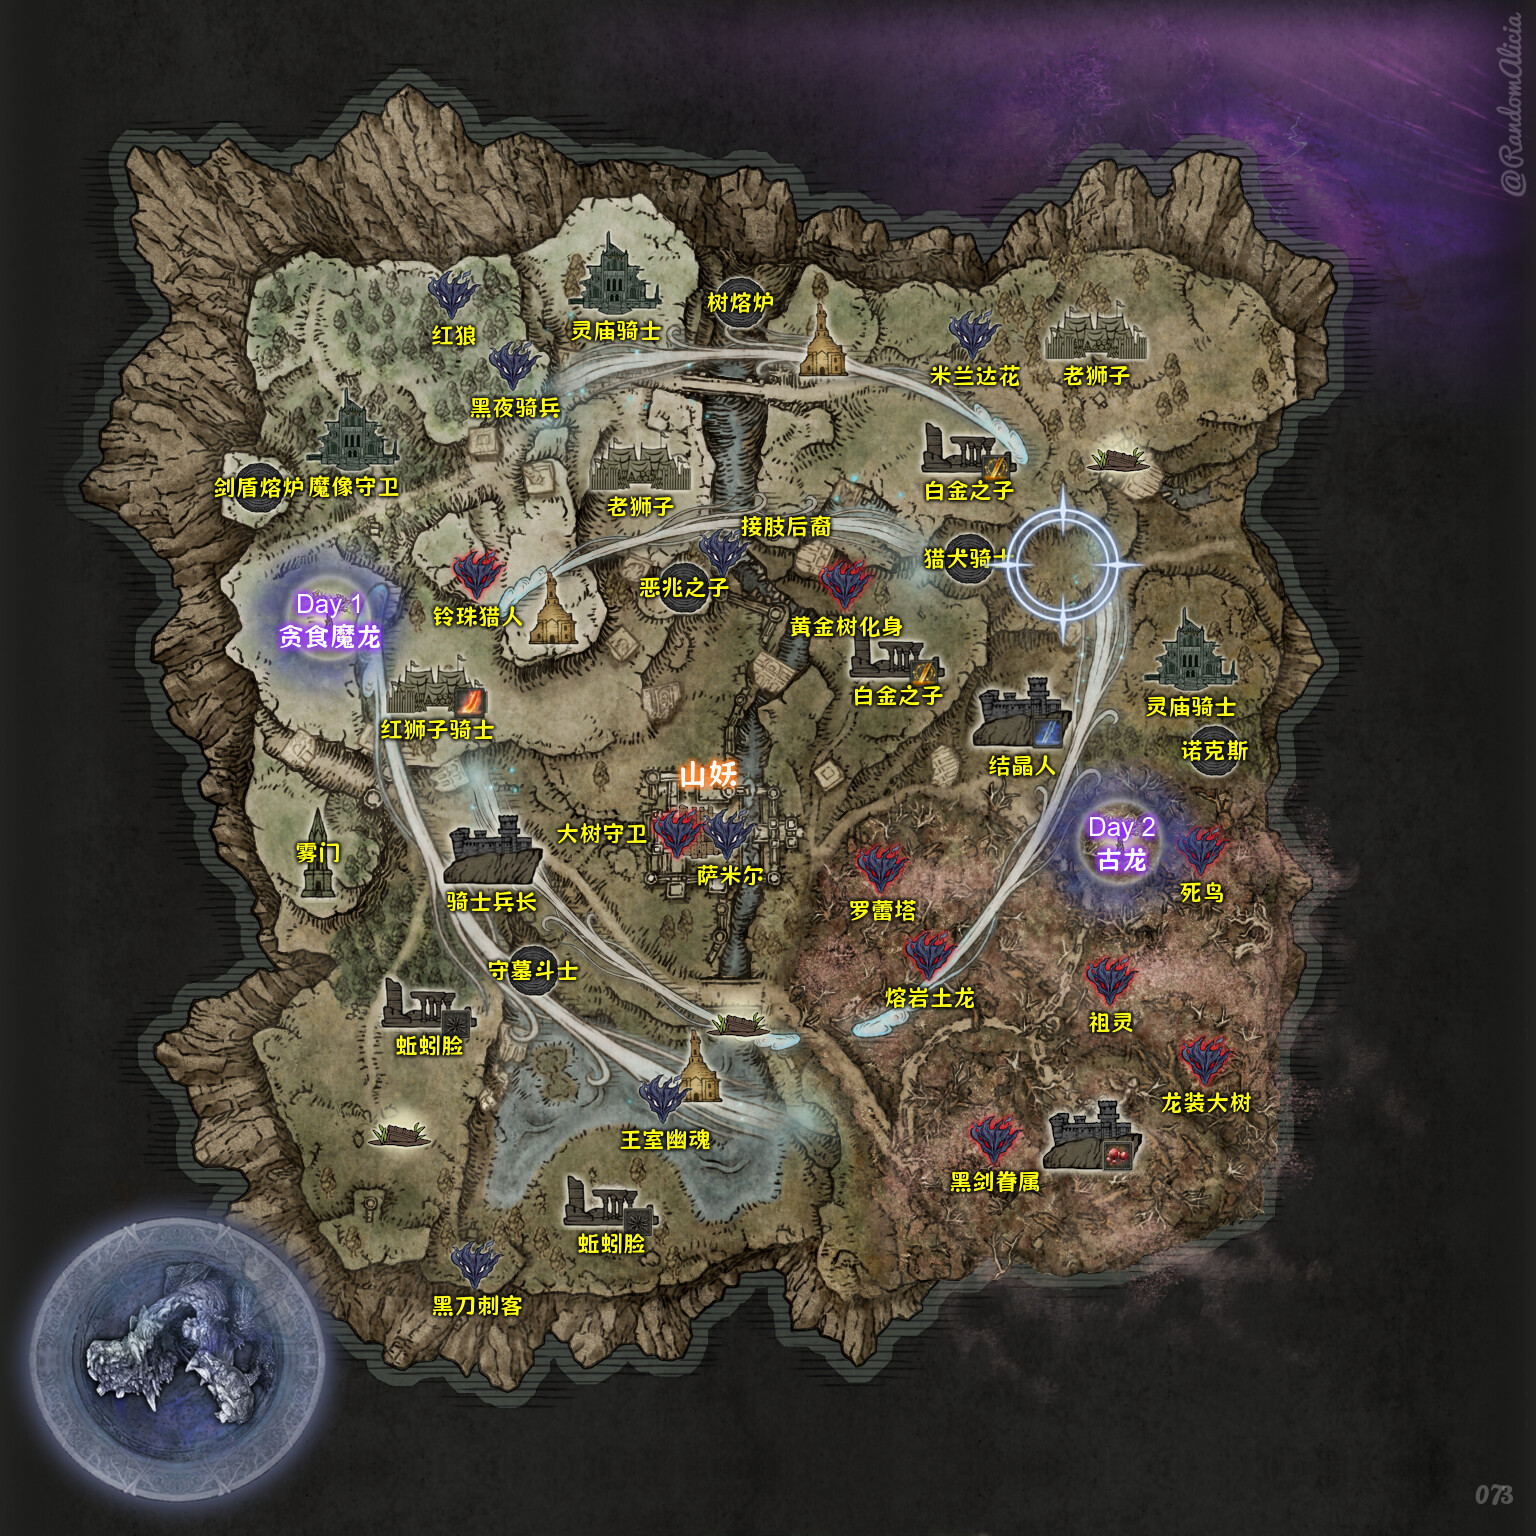 @RandomAlicia
红狼
灵庙骑士
树熔炉
米兰达花
老狮子
黑夜骑兵
剑盾熔炉
魔像守卫
老狮子
白金之子
接肢后裔
猎犬骑士
恶兆之子
铃珠猎人
黄金树化身
Day 1
贪食魔龙
白金之子
灵庙骑士
红狮子骑士
诺克斯
结晶人
山妖
大树守卫
萨米尔
Day 2
古龙
雾门
骑士兵长
罗蕾塔
死鸟
守墓斗士
熔岩土龙
祖灵
蚯蚓脸
龙装大树
王室幽魂
黑剑眷属
蚯蚓脸
黑刀刺客
073